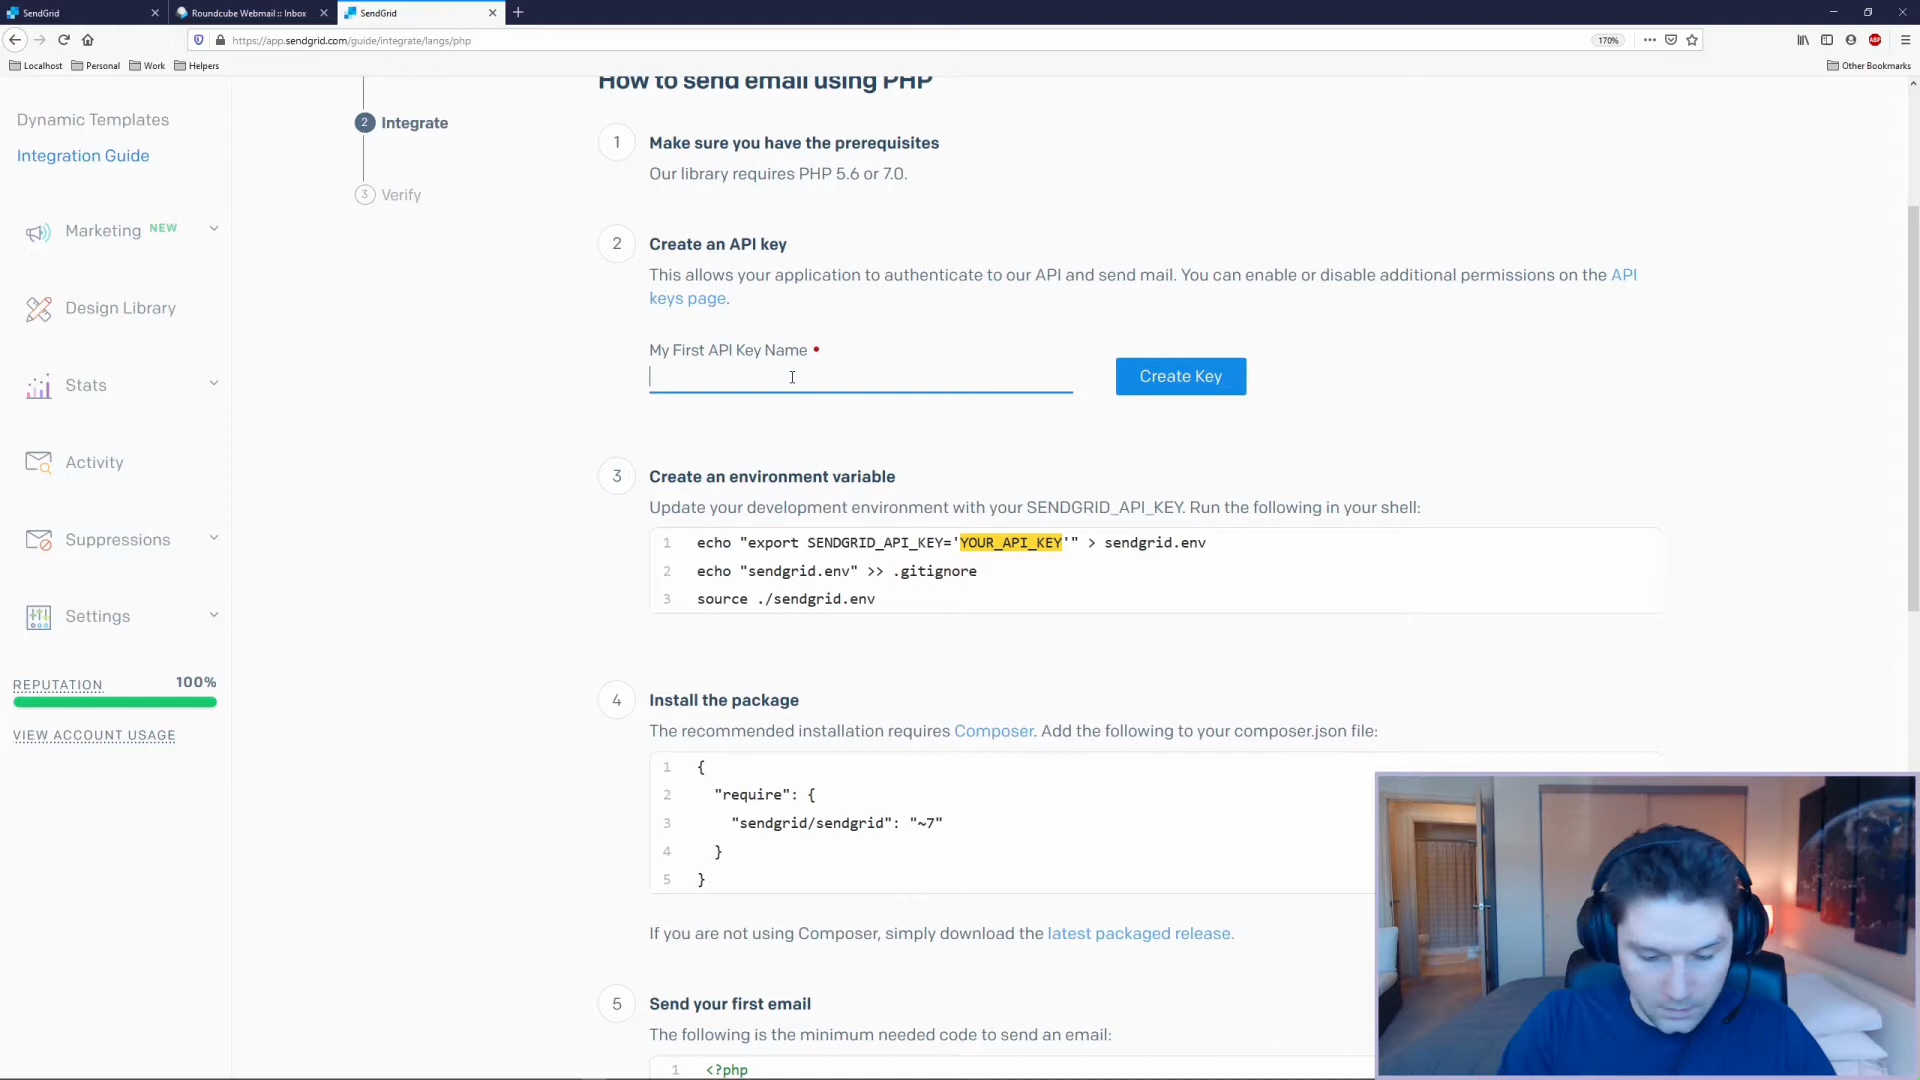 SendGrid
Roundcube Webmail :: Inbox
SendGrid
https://app.sendgrid.com/guide/integrate/langs/php
170%
ABP
Localhost
Personal
Work
Helpers
Other Bookmarks
Dynamic Templates
Integration Guide
Marketing NEW
Design Library
Stats
Activity
Suppressions
Settings
REPUTATION 100%
VIEW ACCOUNT USAGE
2 Integrate
3 Verify
How to send email using PHP
1 Make sure you have the prerequisites
Our library requires PHP 5.6 or 7.0.
2 Create an API key
This allows your application to authenticate to our API and send mail. You can enable or disable additional permissions on the API
keys page.
My First API Key Name
Create Key
3 Create an environment variable
Update your development environment with your SENDGRID_API_KEY. Run the following in your shell:
1 echo "export SENDGRID_API_KEY='YOUR_API_KEY'" > sendgrid.env
2 echo "sendgrid.env" >> .gitignore
3 source ./sendgrid.env
4 Install the package
The recommended installation requires Composer. Add the following to your composer.json file:
1 {
2 "require": {
3 "sendgrid/sendgrid": "~7"
4 }
5 }
If you are not using Composer, simply download the latest packaged release.
5 Send your first email
The following is the minimum needed code to send an email:
1 <?php